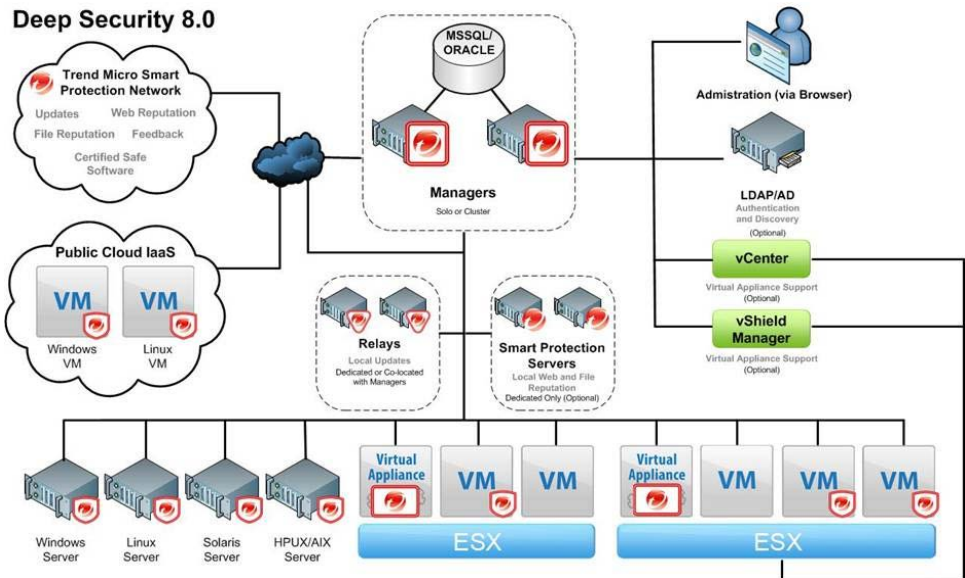 Deep Security 8.0
Trend Micro Smart
Protection Network
Updates
Web Reputation
File Reputation
Feedback
Certified Safe
Software
Public Cloud IaaS
VM
VM
Windows
VM
Linux
VM
MSSQL/
ORACLE
Managers
Solo or Cluster
Admistration (via Browser)
LDAP/AD
Authentication
and Discovery
(Optional)
vCenter
Virtual Appliance Support
(Optional)
vShield
Manager
Virtual Appliance Support
(Optional)
Relays
Local Updates
Dedicated or Co-located
with Managers
Smart Protection
Servers
Local Web and File
Reputation
Dedicated Only (Optional)
Windows
Server
Linux
Server
Solaris
Server
HPUX/AIX
Server
Virtual
Appliance
VM
VM
ESX
Virtual
Appliance
VM
VM
VM
ESX